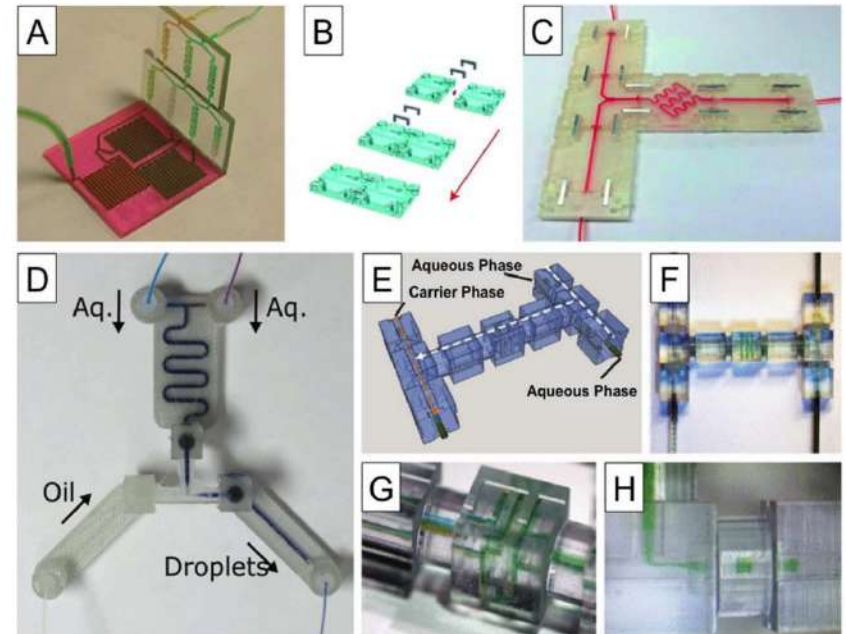 A
B
C
D
Aq.
Aq.
Oil
Droplets
E
Aqueous Phase
Carrier Phase
Aqueous Phase
F
G
H